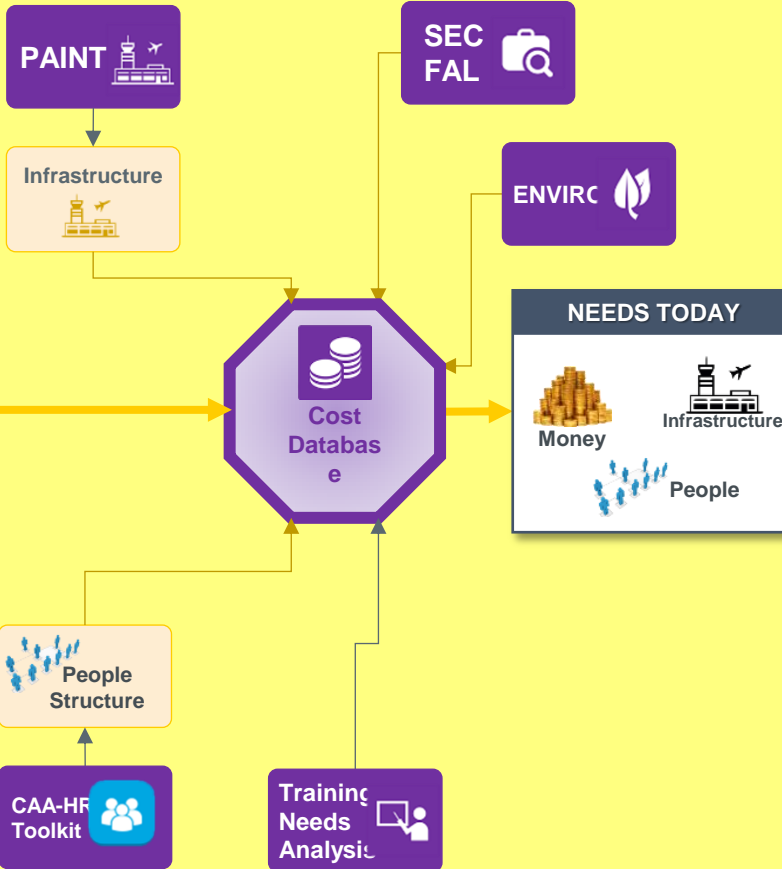 PAINT
SEC
FAL
Infrastructure
ENVIRC
NEEDS TODAY
Money
Infrastructure
People
Cost
Databas
e
People
Structure
CAA-HR
Toolkit
Training
Needs
Analysis